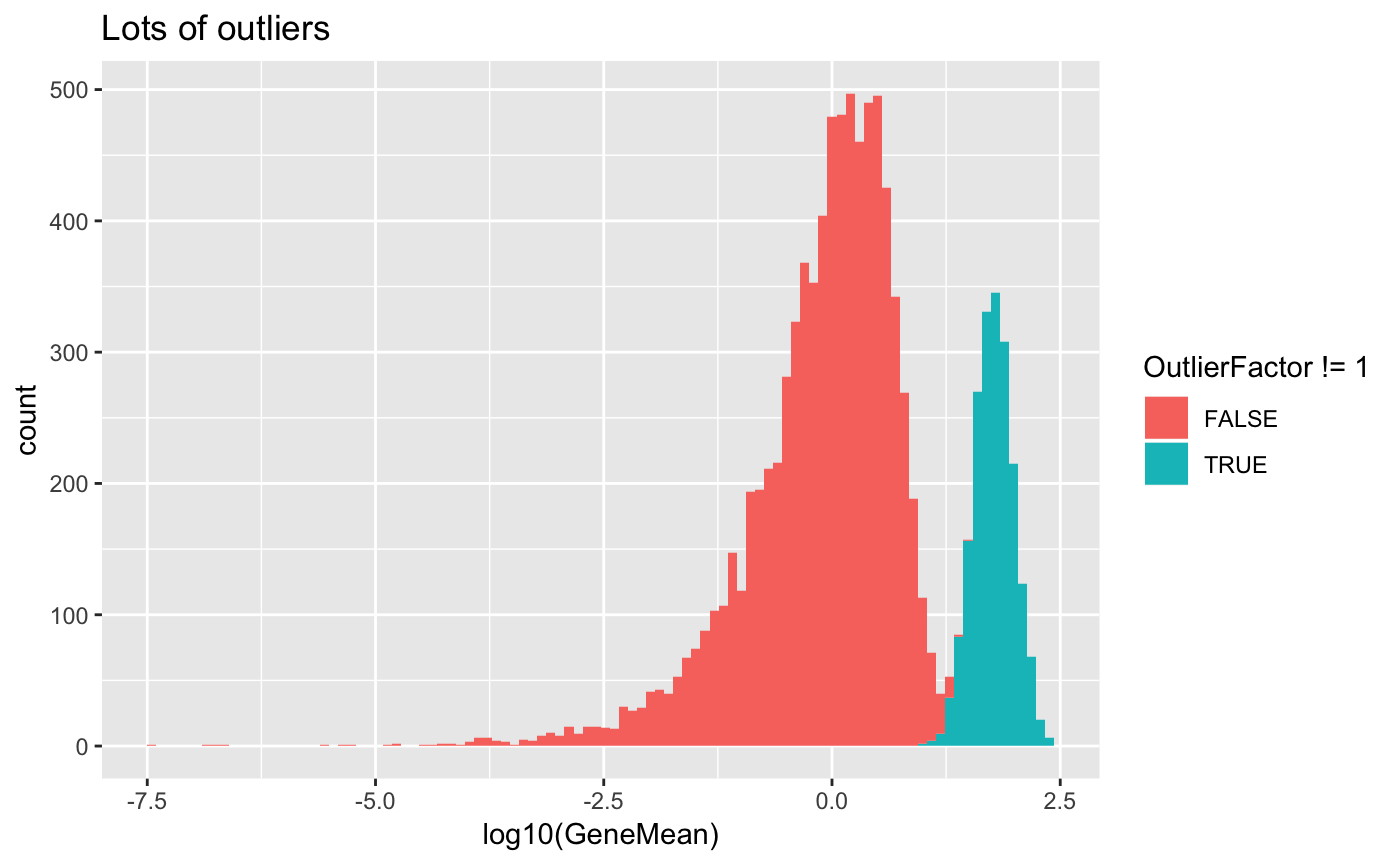 Lots of outliers
500
400
300
200
100
0
count
-7.5 -5.0 -2.5 0.0 2.5
log10(GeneMean)
OutlierFactor != 1
FALSE
TRUE